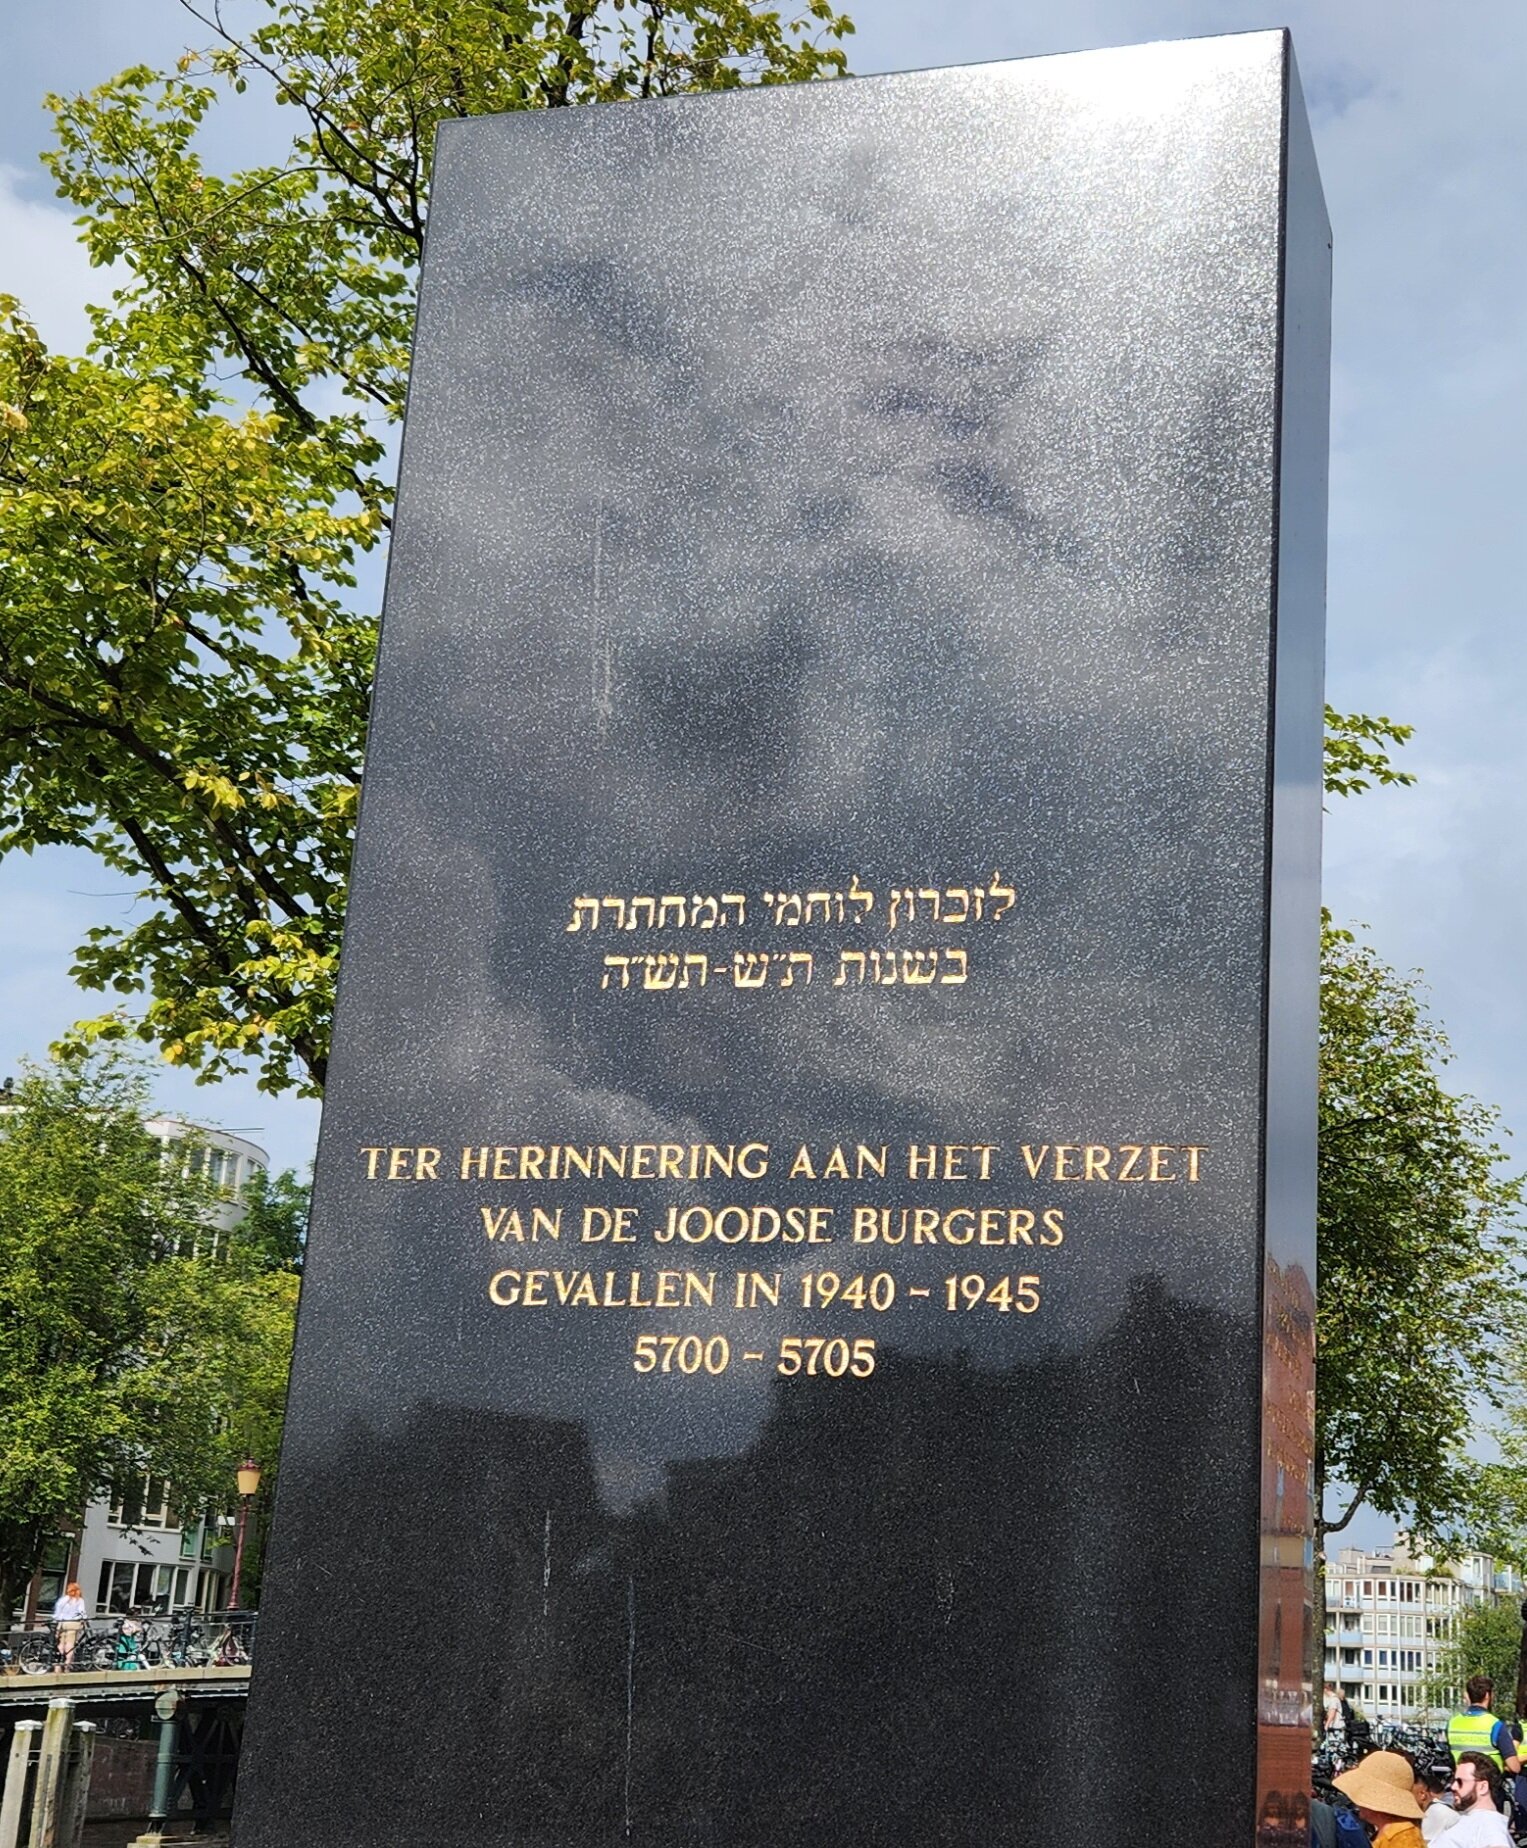 לזכרון לוחמי המחתרת
בשנות ת״ש-תש״ה
TER HERINNERING AAN HET VERZET
VAN DE JOODSE BURGERS
GEVALLEN IN 1940 - 1945
5700 - 5705